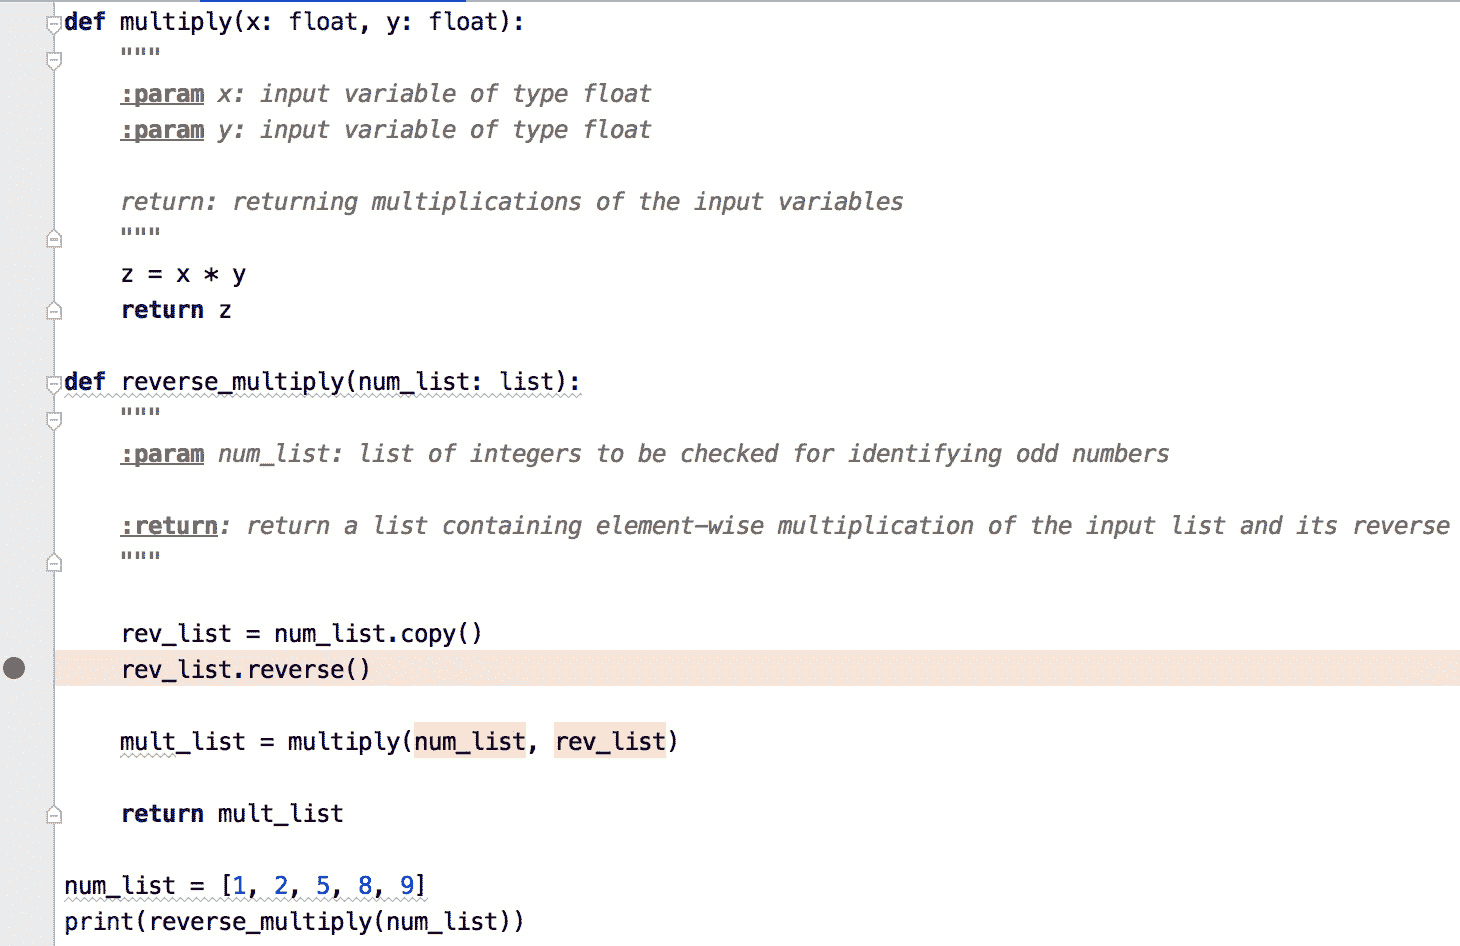 def multiply(x: float, y: float):
    """
    :param x: input variable of type float
    :param y: input variable of type float

    return: returning multiplications of the input variables
    """
    z = x * y
    return z

def reverse_multiply(num_list: list):
    """
    :param num_list: list of integers to be checked for identifying odd numbers

    :return: return a list containing element-wise multiplication of the input list and its reverse
    """

    rev_list = num_list.copy()
    rev_list.reverse()

    mult_list = multiply(num_list, rev_list)

    return mult_list

num_list = [1, 2, 5, 8, 9]
print(reverse_multiply(num_list))